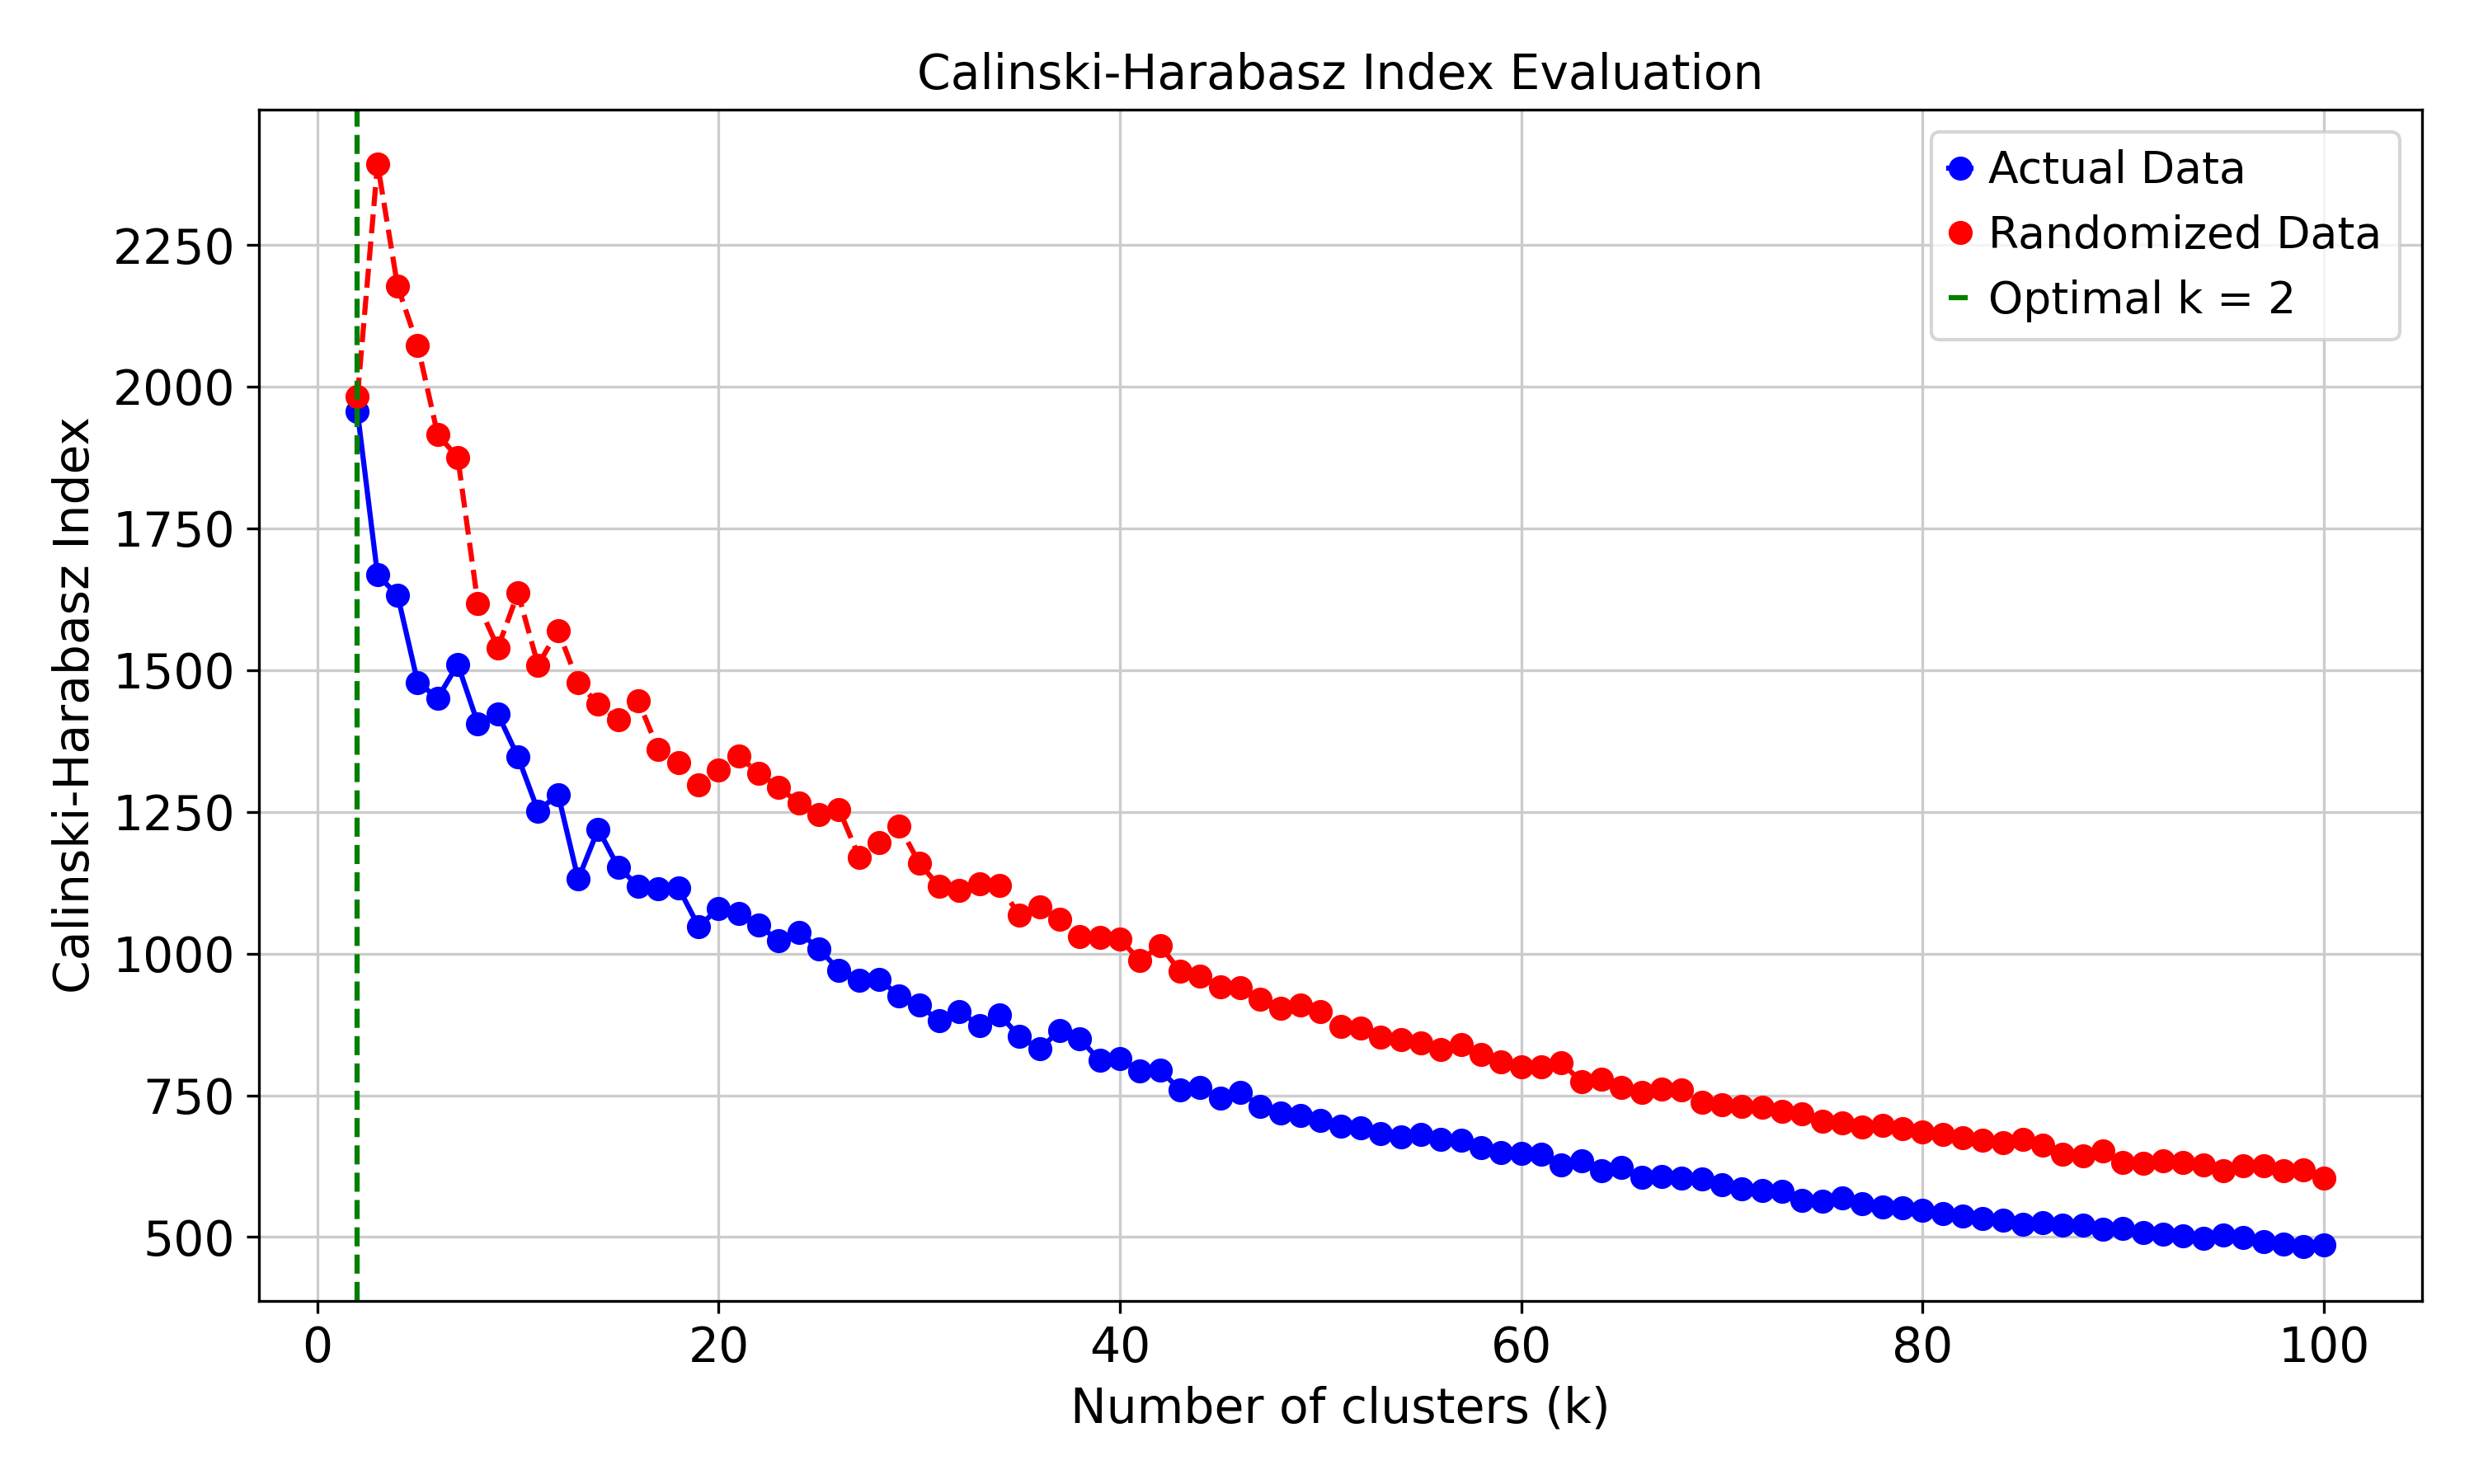 Calinski-Harabasz Index Evaluation
Actual Data
Randomized Data
Optimal k = 2
Calinski-Harabasz Index
2250
2000
1750
1500
1250
1000
750
500
0 20 40 60 80 100
Number of clusters (k)